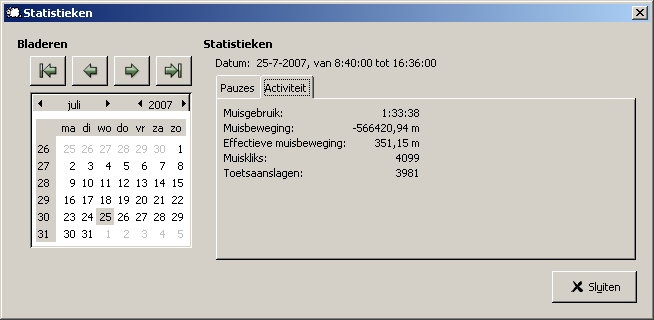 Statistieken
Bladeren
juli 2007
ma di wo do vr za zo
26 25 26 27 28 29 30 1
27 2 3 4 5 6 7 8
28 9 10 11 12 13 14 15
29 16 17 18 19 20 21 22
30 23 24 25 26 27 28 29
31 30 31 1 2 3 4 5
Statistieken
Datum: 25-7-2007, van 8:40:00 tot 16:36:00
Pauzes Activiteit
Muisgebruik: 1:33:38
Muisbeweging: -566420,94 m
Effectieve muisbeweging: 351,15 m
Muiskliks: 4099
Toetsaanslagen: 3981
Sluiten